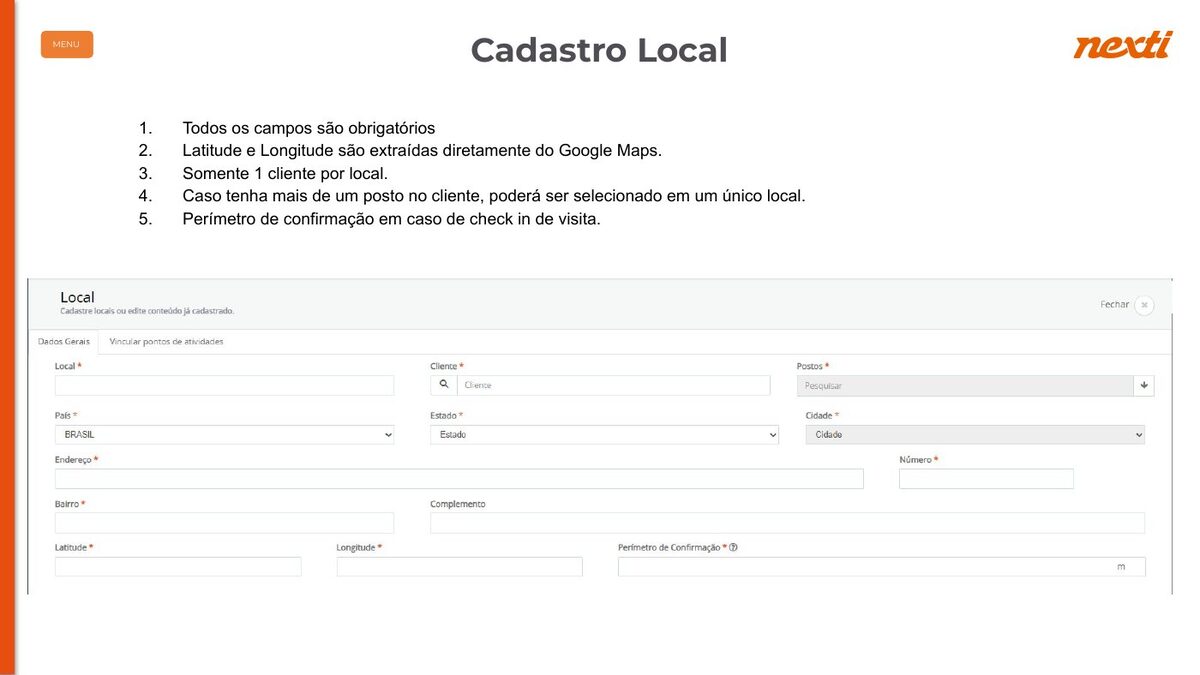 MENU
Cadastro Local
nexti
1. Todos os campos são obrigatórios
2. Latitude e Longitude são extraídas diretamente do Google Maps.
3. Somente 1 cliente por local.
4. Caso tenha mais de um posto no cliente, poderá ser selecionado em um único local.
5. Perímetro de confirmação em caso de check in de visita.
Local
Cadastre locais ou edite conteúdo já cadastrado.
Fechar
Dados Gerais Vincular pontos de atividades
Local * Cliente * Postos *
Cliente Pesquisar
País * Estado * Cidade *
BRASIL Estado Cidade
Endereço * Número *
Bairro * Complemento
Latitude * Longitude * Perímetro de Confirmação *
m